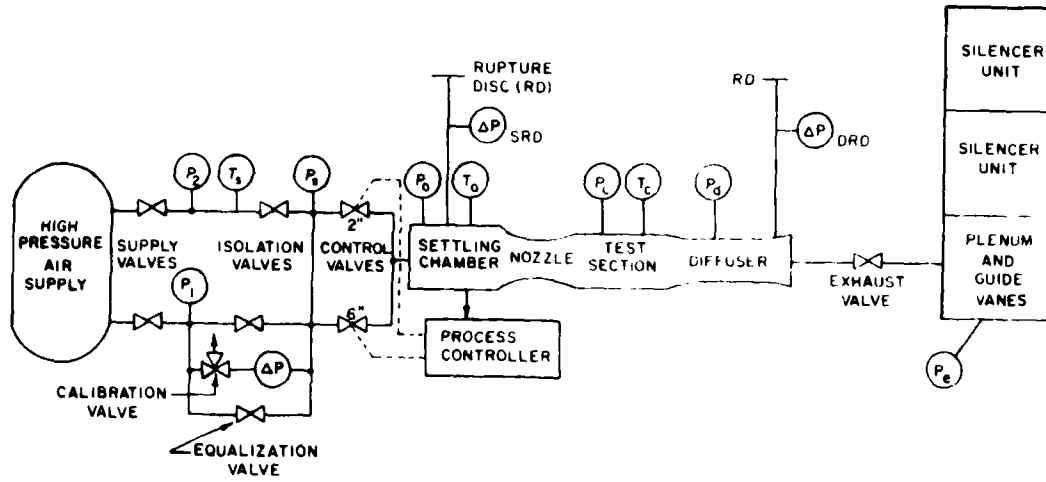 RUPTURE
DISC (RD)
ΔP SRD
RD
ΔP DRD
SILENCER
UNIT
SILENCER
UNIT
PLENUM
AND
GUIDE
VANES
Pe
HIGH
PRESSURE
AIR
SUPPLY
P2
Ts
Ps
SUPPLY
VALVES
ISOLATION
VALVES
2"
CONTROL
VALVES
6"
P1
ΔP
CALIBRATION
VALVE
EQUALIZATION
VALVE
Po
To
SETTLING
CHAMBER
NOZZLE
Pc
Tc
TEST
SECTION
Pd
DIFFUSER
EXHAUST
VALVE
PROCESS
CONTROLLER